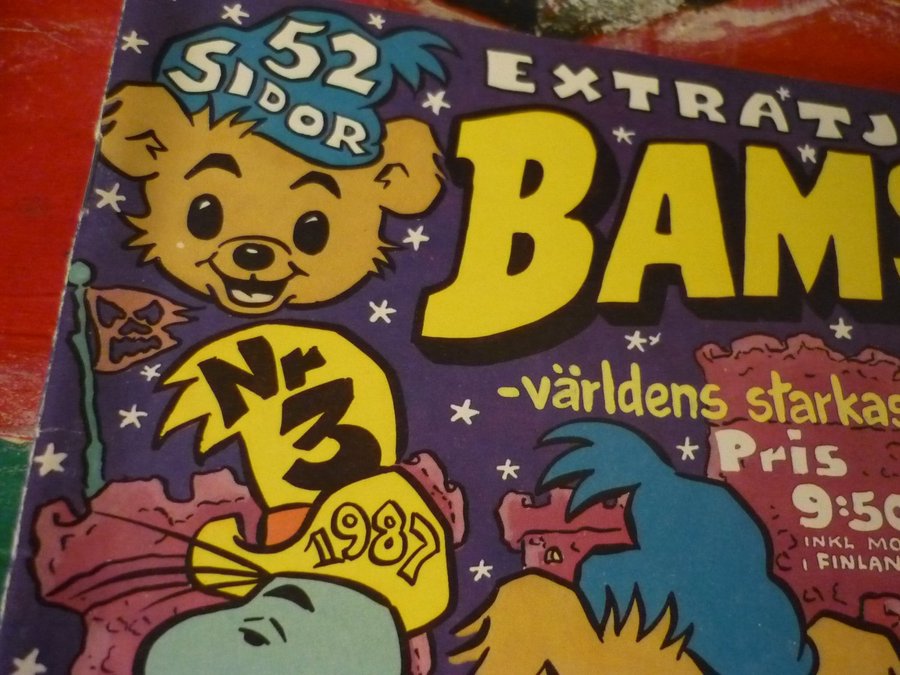 52
SIDOR
EXTRATJ
BAMS
-världens starkas
Nr
3
1987
Pris
9:50
INKL MO
I FINLAN